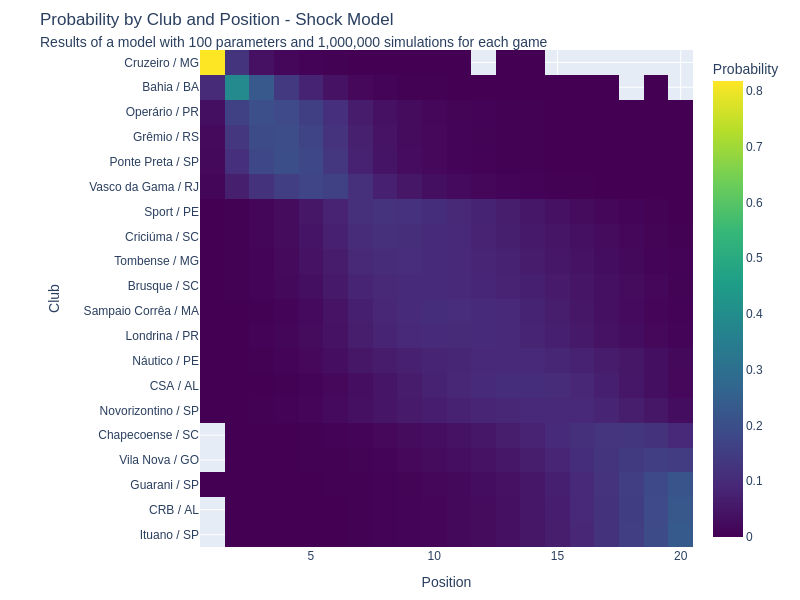 Probability by Club and Position - Shock Model
Results of a model with 100 parameters and 1,000,000 simulations for each game
Cruzeiro / MG
Bahia / BA
Operário / PR
Grêmio / RS
Ponte Preta / SP
Vasco da Gama / RJ
Sport / PE
Criciúma / SC
Tombense / MG
Brusque / SC
Sampaio Corrêa / MA
Londrina / PR
Náutico / PE
CSA / AL
Novorizontino / SP
Chapecoense / SC
Vila Nova / GO
Guarani / SP
CRB / AL
Ituano / SP
Club
5
10
15
20
Position
Probability
0.8
0.7
0.6
0.5
0.4
0.3
0.2
0.1
0